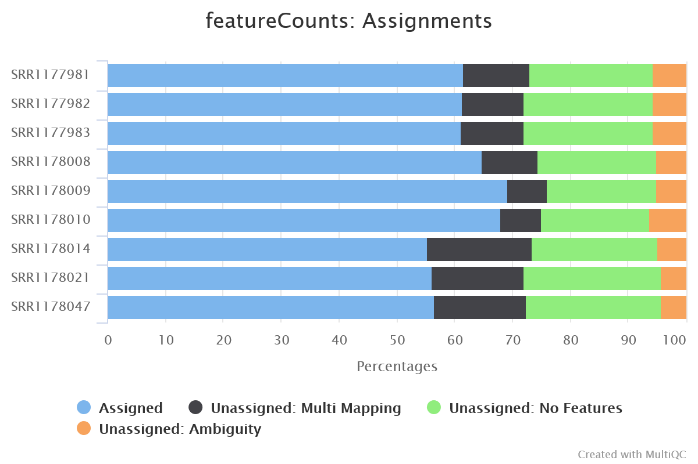 featureCounts: Assignments
SRR1177981
SRR1177982
SRR1177983
SRR1178008
SRR1178009
SRR1178010
SRR1178014
SRR1178021
SRR1178047
0 10 20 30 40 50 60 70 80 90 100
Percentages
Assigned Unassigned: Multi Mapping Unassigned: No Features
Unassigned: Ambiguity
Created with MultiQC